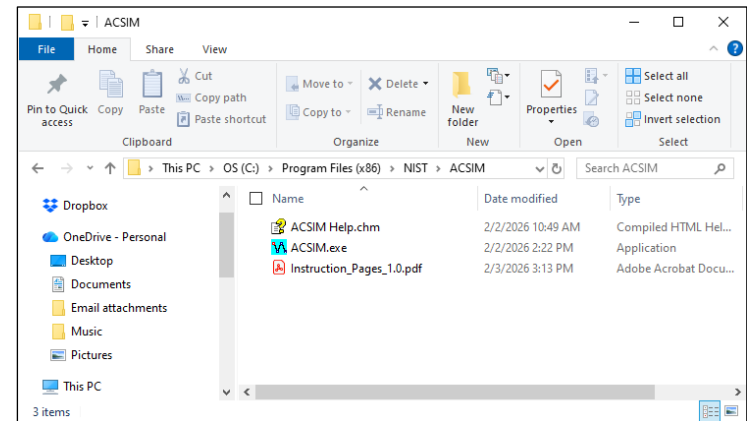 ACSIM
File Home Share View
Pin to Quick access
Copy
Paste
Cut
Copy path
Paste shortcut
Clipboard
Move to
Copy to
Delete
Rename
Organize
New folder
New
Properties
Open
Select all
Select none
Invert selection
Select
This PC > OS (C:) > Program Files (x86) > NIST > ACSIM
Search ACSIM
Name Date modified Type
ACSIM Help.chm 2/2/2026 10:49 AM Compiled HTML Hel...
ACSIM.exe 2/2/2026 2:22 PM Application
Instruction_Pages_1.0.pdf 2/3/2026 3:13 PM Adobe Acrobat Docu...
Dropbox
OneDrive - Personal
Desktop
Documents
Email attachments
Music
Pictures
This PC
3 items